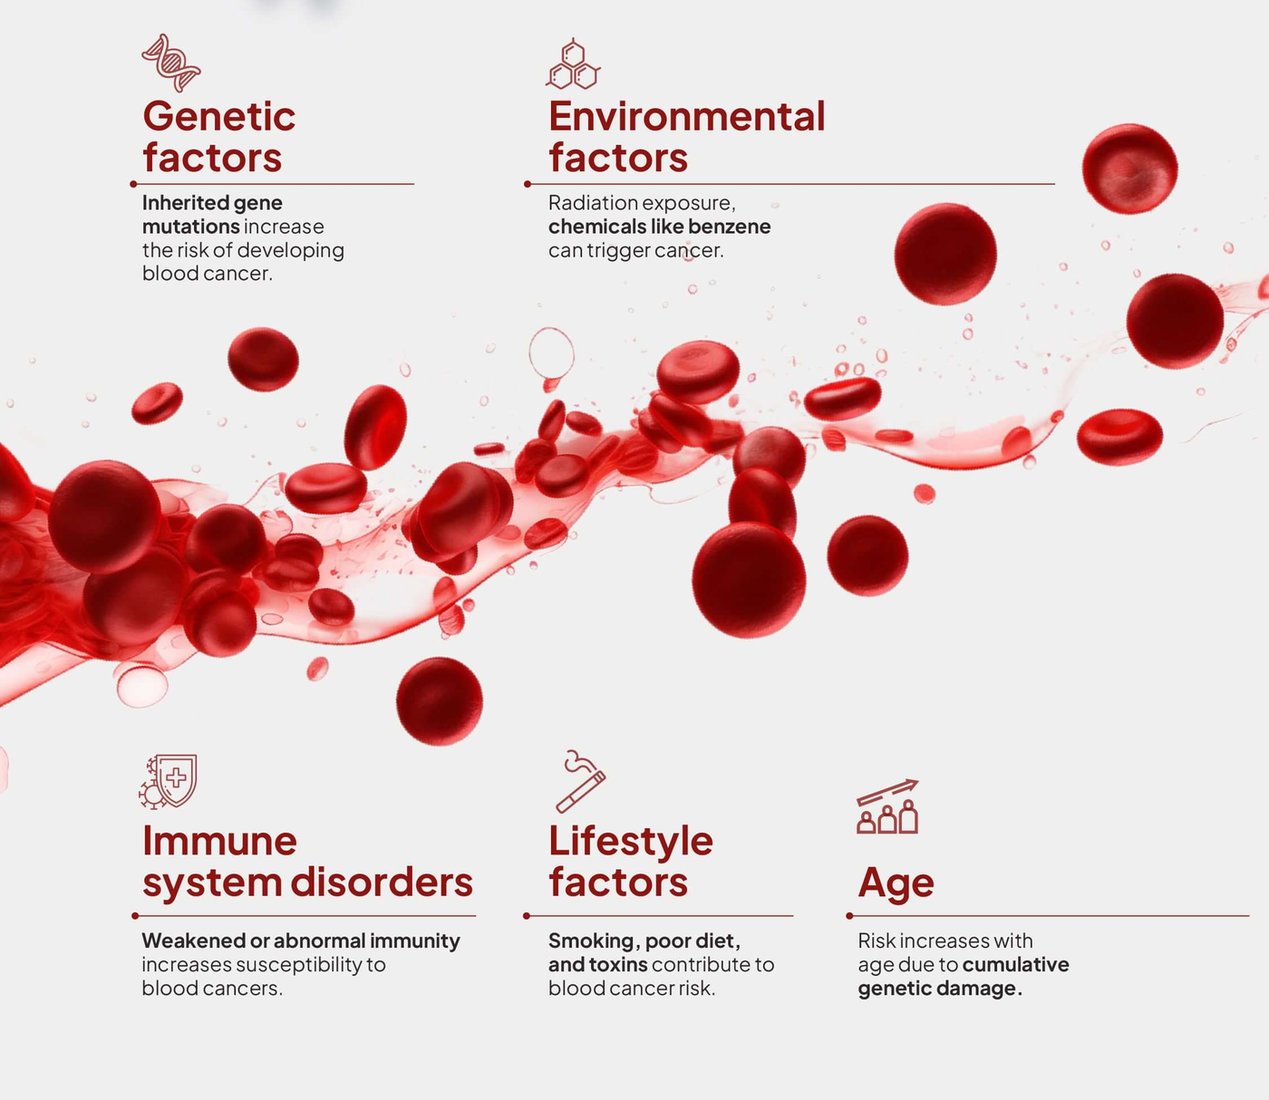 Genetic
factors
Inherited gene
mutations increase
the risk of developing
blood cancer.
Environmental
factors
Radiation exposure,
chemicals like benzene
can trigger cancer.
Immune
system disorders
Weakened or abnormal immunity
increases susceptibility to
blood cancers.
Lifestyle
factors
Smoking, poor diet,
and toxins contribute to
blood cancer risk.
Age
Risk increases with
age due to cumulative
genetic damage.